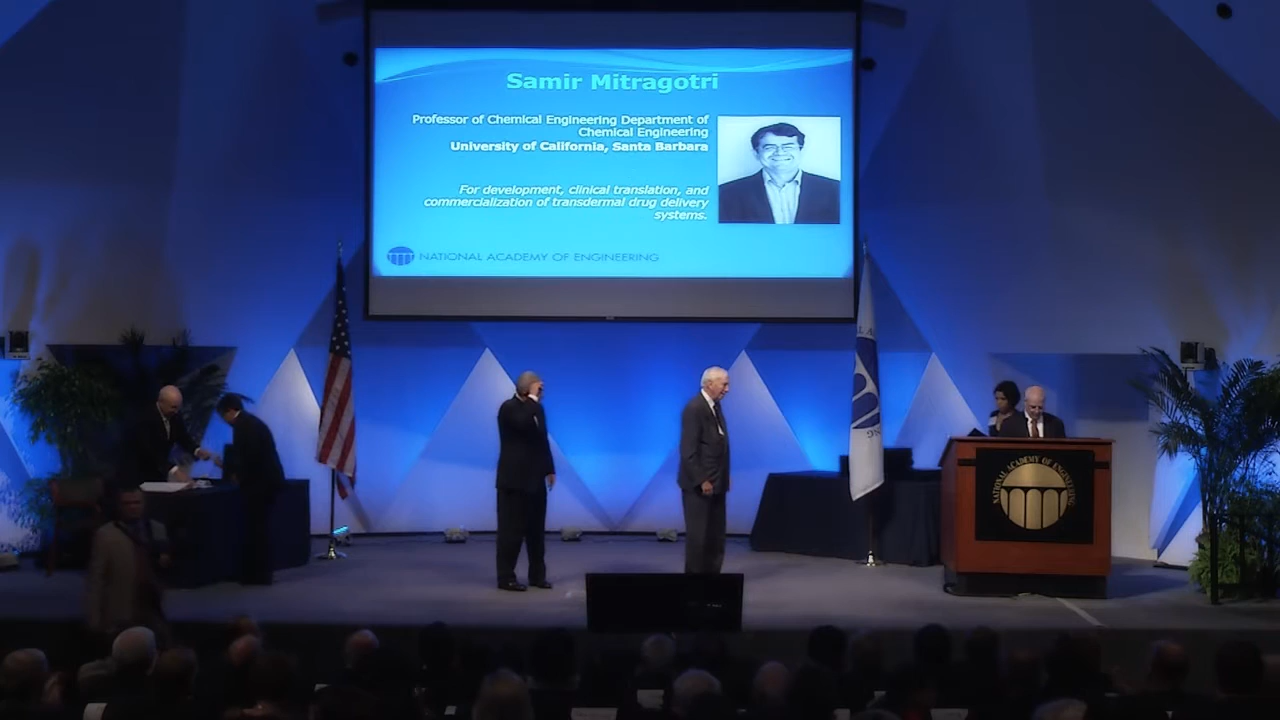 Samir Mitragotri
Professor of Chemical Engineering Department of
Chemical Engineering
University of California, Santa Barbara
For development, clinical translation, and
commercialization of transdermal drug delivery
systems.
NATIONAL ACADEMY OF ENGINEERING
NATIONAL ACADEMY OF ENGINEERING